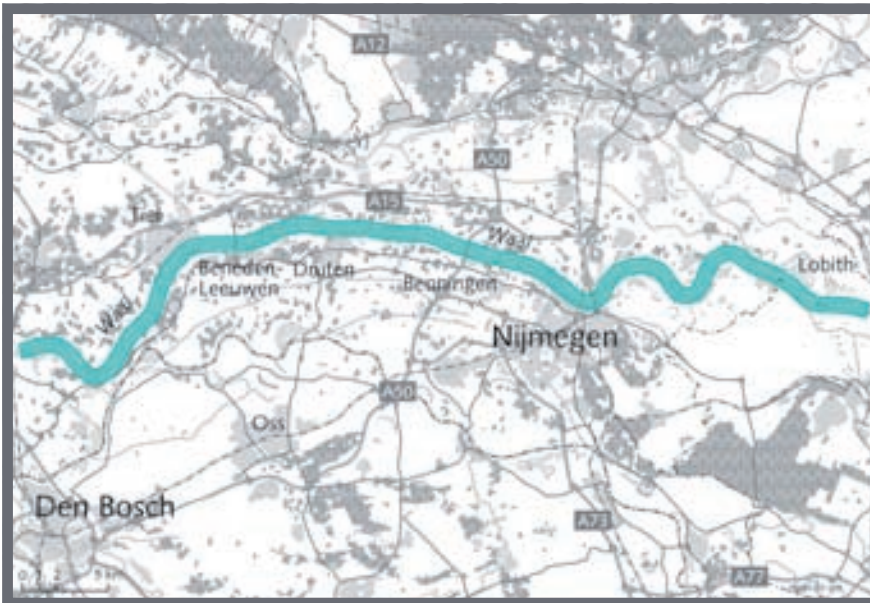 A12
A50
A15
Tiel
Waal
Beneden-
Leeuwen
Druten
Beuningen
Lobith
Waal
Nijmegen
A50
Oss
Den Bosch
A73
A77